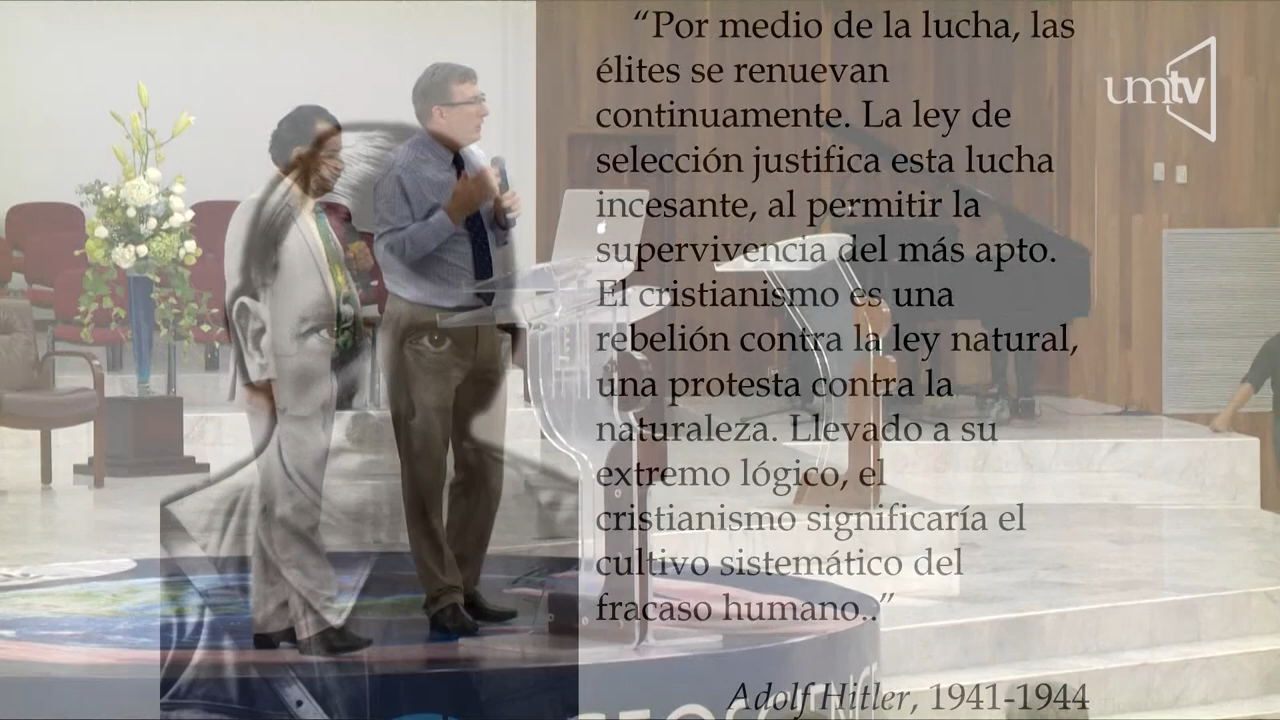 “Por medio de la lucha, las
élites se renuevan
continuamente. La ley de
selección justifica esta lucha
incesante, al permitir la
supervivencia del más apto.
El cristianismo es una
rebelión contra la ley natural,
una protesta contra la
naturaleza. Llevado a su
extremo lógico, el
cristianismo significaría el
cultivo sistemático del
fracaso humano..”
Adolf Hitler, 1941-1944
umtv